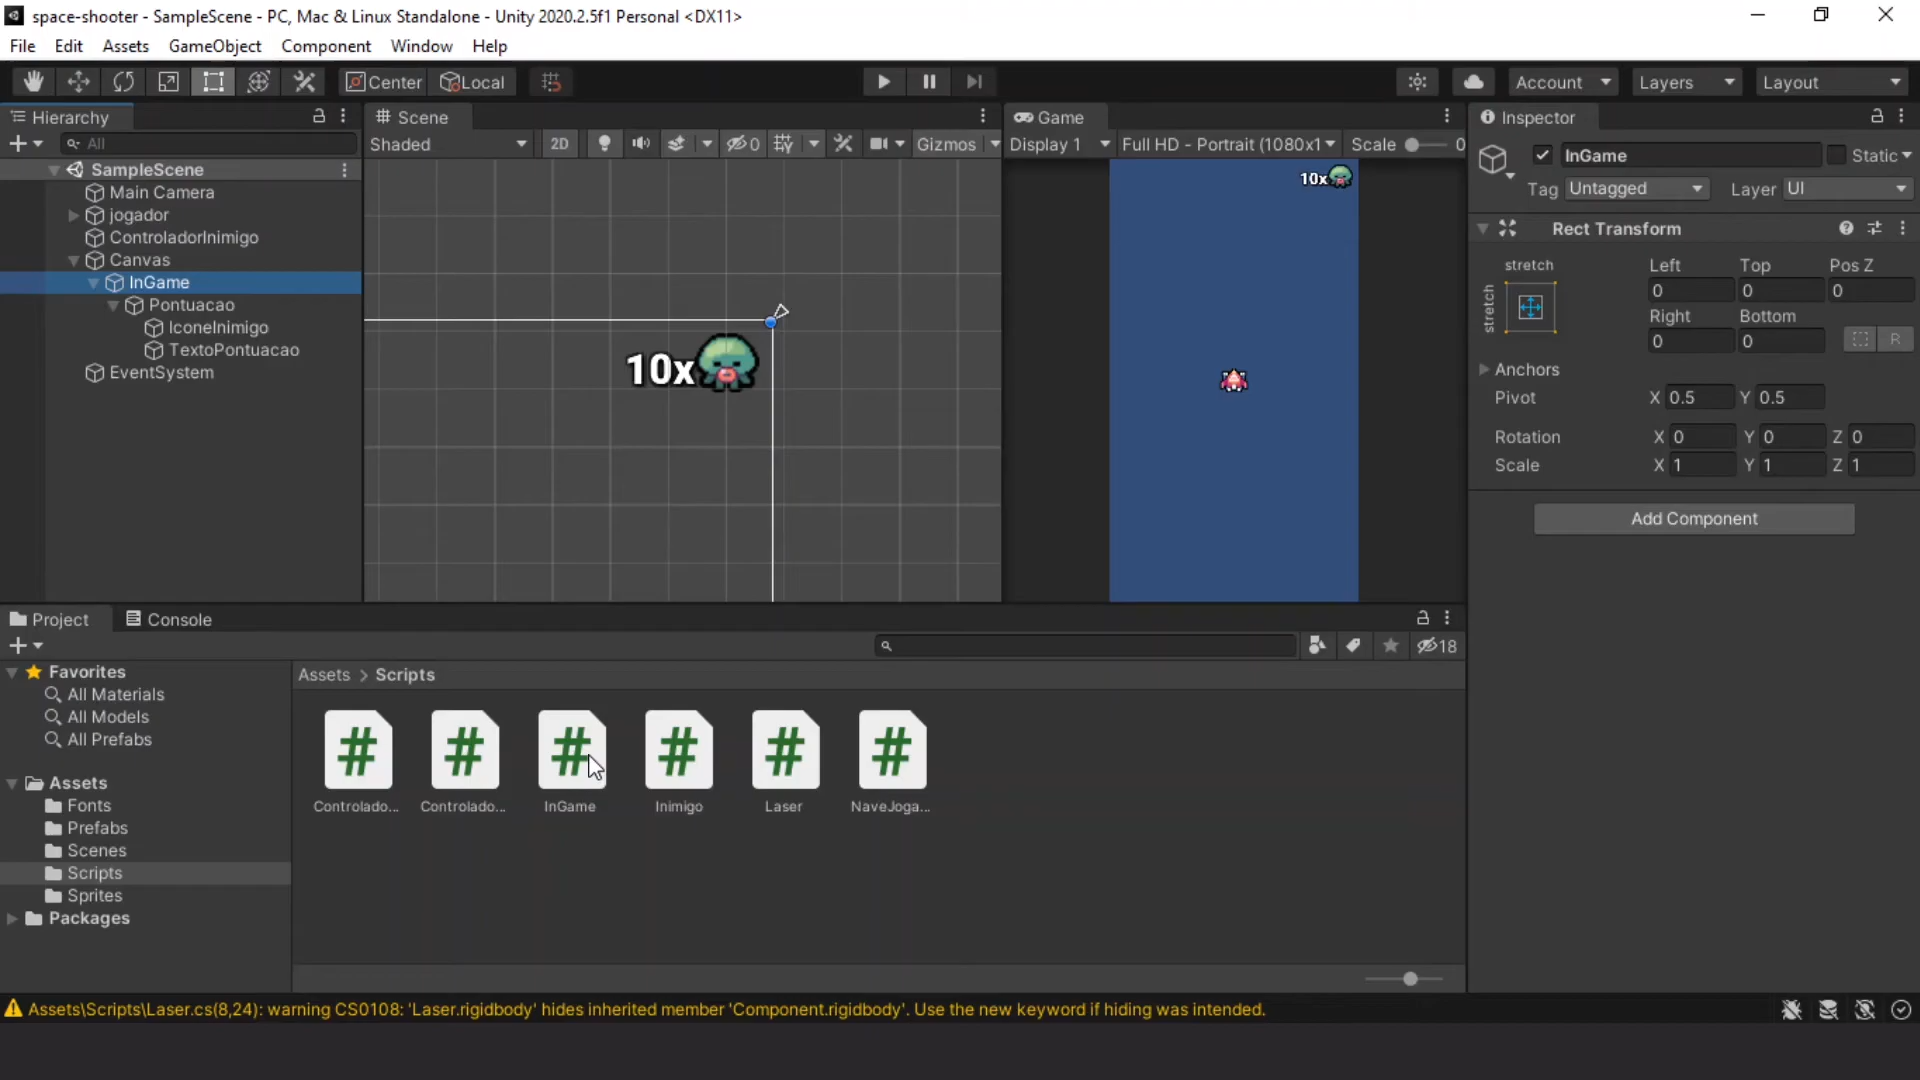 space-shooter - SampleScene - PC, Mac & Linux Standalone - Unity 2020.2.5f1 Personal <DX11>
File Edit Assets GameObject Component Window Help
Center Local Account Layers Layout
Hierarchy
All
SampleScene
Main Camera
jogador
ControladorInimigo
Canvas
InGame
Pontuacao
IconeInimigo
TextoPontuacao
EventSystem
Scene
Shaded 2D 0 Gizmos
10x
Game
Display 1 Full HD - Portrait (1080x1 Scale 0
10x
Inspector
InGame Static
Tag Untagged Layer UI
Rect Transform
stretch
stretch
Left Top Pos Z
0 0 0
Right Bottom
0 0 R
Anchors
Pivot X 0.5 Y 0.5
Rotation X 0 Y 0 Z 0
Scale X 1 Y 1 Z 1
Add Component
Project Console
18
Favorites
All Materials
All Models
All Prefabs
Assets
Fonts
Prefabs
Scenes
Scripts
Sprites
Packages
Assets > Scripts
# # # # # #
Controlado... Controlado... InGame Inimigo Laser NaveJoga...
Assets\Scripts\Laser.cs(8,24): warning CS0108: 'Laser.rigidbody' hides inherited member 'Component.rigidbody'. Use the new keyword if hiding was intended.